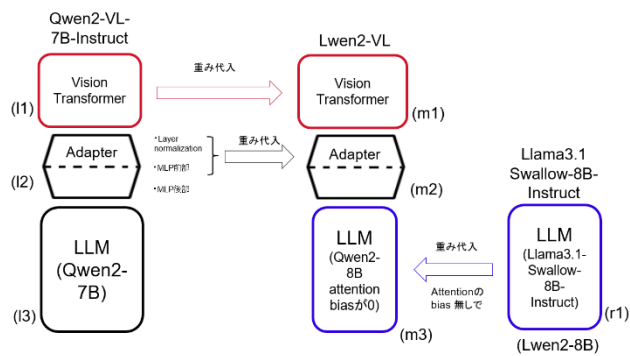 Qwen2-VL-
7B-Instruct
Vision
Transformer
(l1)
Adapter
(l2)
・Layer
normalization
・MLP前部
・MLP後部
LLM
(Qwen2-
7B)
(l3)
重み代入
重み代入
Lwen2-VL
Vision
Transformer
(m1)
Adapter
(m2)
LLM
(Qwen2-
8B
attention
biasが0)
(m3)
重み代入
Attentionの
bias 無しで
Llama3.1
Swallow-8B-
Instruct
LLM
(Llama3.1-
Swallow-
8B-
Instruct)
(r1)
(Lwen2-8B)